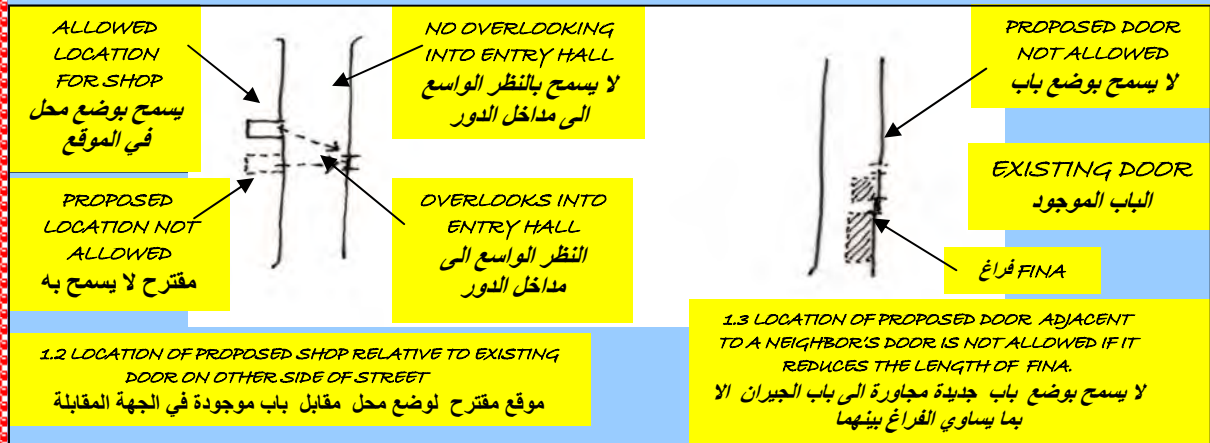 ALLOWED
LOCATION
FOR SHOP
يسمح بوضع محل
في الموقع
NO OVERLOOKING
INTO ENTRY HALL
لا يسمح بالنظر الواسع
الى مداخل الدور
PROPOSED
LOCATION NOT
ALLOWED
مقترح لا يسمح به
OVERLOOKS INTO
ENTRY HALL
النظر الواسع الى
مداخل الدور
1.2 LOCATION OF PROPOSED SHOP RELATIVE TO EXISTING
DOOR ON OTHER SIDE OF STREET
موقع مقترح لوضع محل مقابل باب موجودة في الجهة المقابلة
PROPOSED DOOR
NOT ALLOWED
لا يسمح بوضع باب
EXISTING DOOR
الباب الموجود
FINA فراغ
1.3 LOCATION OF PROPOSED DOOR ADJACENT
TO A NEIGHBOR'S DOOR IS NOT ALLOWED IF IT
REDUCES THE LENGTH OF FINA.
لا يسمح بوضع باب جديدة مجاورة الى باب الجيران الا
بما يساوي الفراغ بينهما